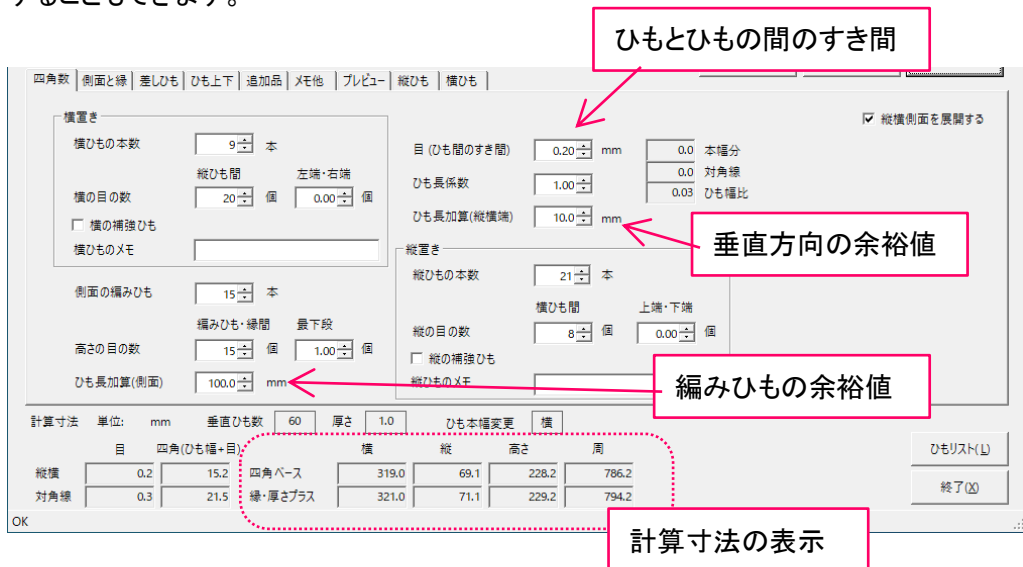 することもできます。
ひもとひもの間のすき間
四角数 側面と縁 差しひも ひも上下 追加品 メモ他 プレビュー 縦ひも 横ひも
横置き
横ひもの本数 9 本
縦ひも間 左端・右端
横の目の数 20 個 0.00 個
横の補強ひも
横ひものメモ
側面の編みひも 15 本
編みひも・縁間 最下段
高さの目の数 15 個 1.00 個
ひも長加算(側面) 100.0 mm
目 (ひも間のすき間) 0.20 mm
ひも長係数 1.00
ひも長加算(縦横端) 10.0 mm
0.0 本幅分
0.0 対角線
0.03 ひも幅比
縦横側面を展開する
垂直方向の余裕値
縦置き
縦ひもの本数 21 本
横ひも間 上端・下端
縦の目の数 8 個 0.00 個
縦の補強ひも
縦ひものメモ
編みひもの余裕値
計算寸法 単位: mm 垂直ひも数 60 厚さ 1.0 ひも本幅変更 横
目 四角(ひも幅+目) 横 縦 高さ 周
縦横 0.2 15.2 四角ベース 319.0 69.1 228.2 786.2
対角線 0.3 21.5 縁・厚さプラス 321.0 71.1 229.2 794.2
ひもリスト(L)
終了(X)
OK
計算寸法の表示